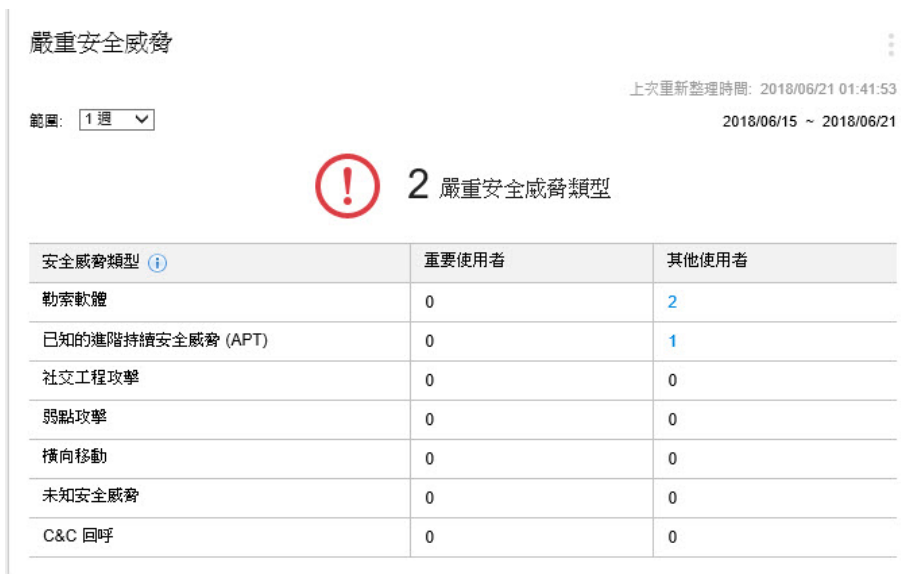 嚴重安全威脅
上次重新整理時間: 2018/06/21 01:41:53
範圍: 1 週
2018/06/15 ~ 2018/06/21
2 嚴重安全威脅類型
安全威脅類型 重要使用者 其他使用者
勒索軟體 0 2
已知的進階持續安全威脅 (APT) 0 1
社交工程攻擊 0 0
弱點攻擊 0 0
橫向移動 0 0
未知安全威脅 0 0
C&C 回呼 0 0